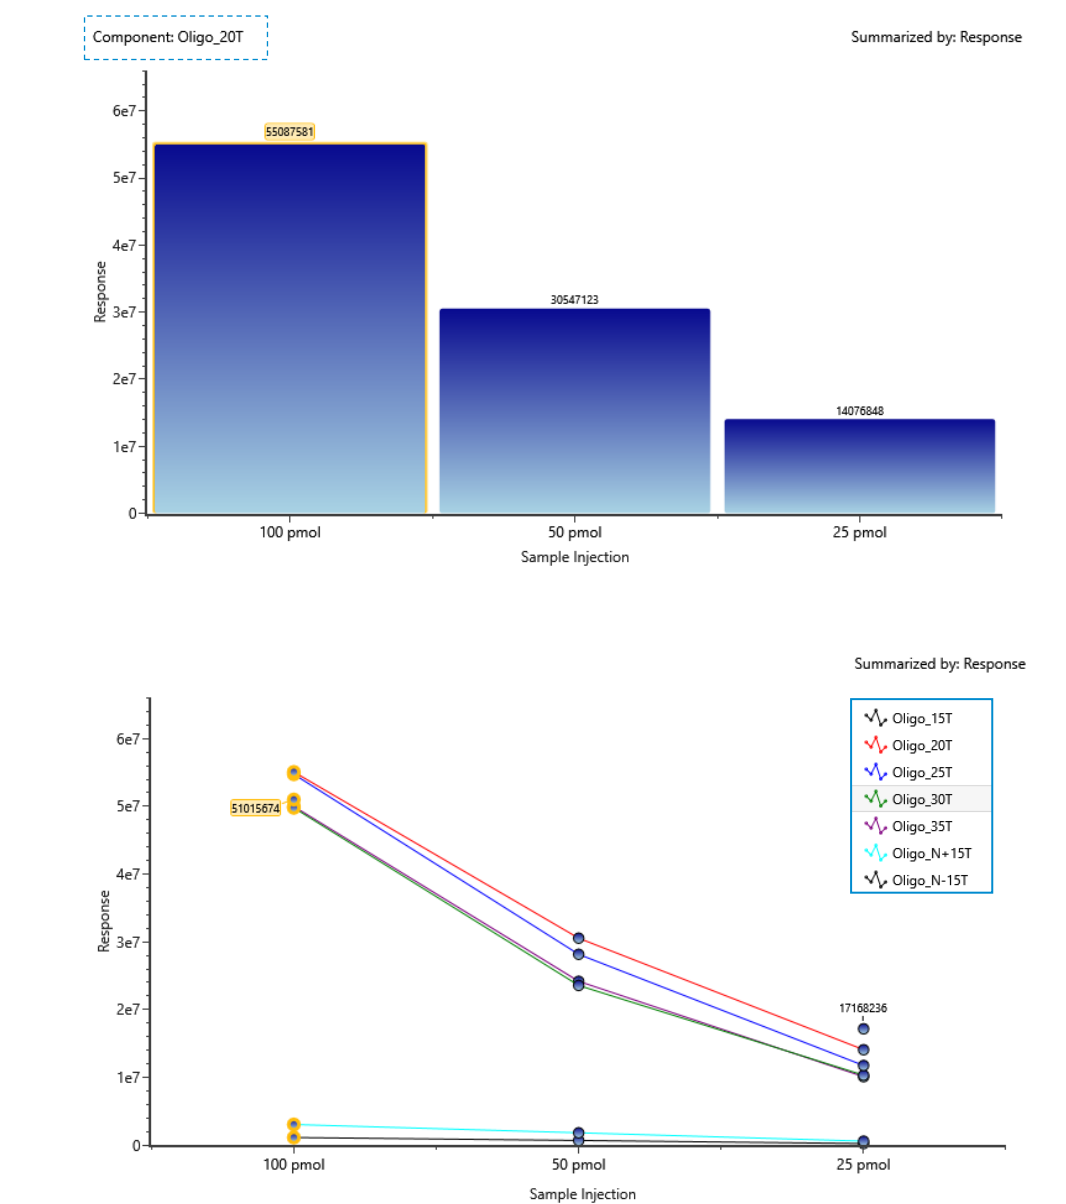 Component: Oligo_20T
Summarized by: Response
6e7
5e7
4e7
3e7
2e7
1e7
0
Response
55087581
30547123
14076848
100 pmol
50 pmol
25 pmol
Sample Injection
Summarized by: Response
Oligo_15T
Oligo_20T
Oligo_25T
Oligo_30T
Oligo_35T
Oligo_N+15T
Oligo_N-15T
6e7
5e7
4e7
3e7
2e7
1e7
0
Response
51015674
17168236
100 pmol
50 pmol
25 pmol
Sample Injection